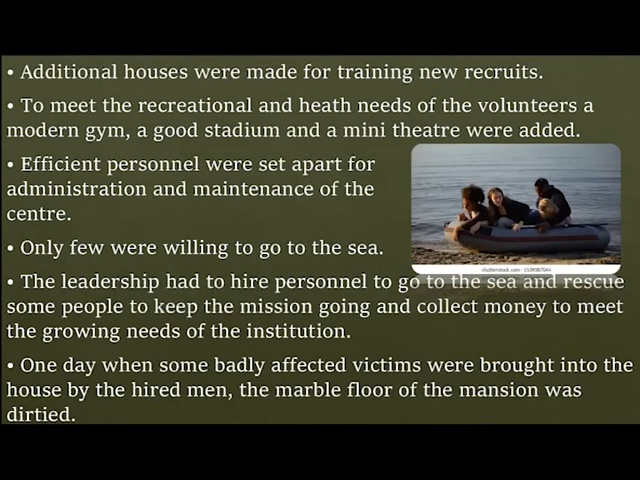 • Additional houses were made for training new recruits.
• To meet the recreational and heath needs of the volunteers a
modern gym, a good stadium and a mini theatre were added.
• Efficient personnel were set apart for
administration and maintenance of the
centre.
• Only few were willing to go to the sea.
• The leadership had to hire personnel to go to the sea and rescue
some people to keep the mission going and collect money to meet
the growing needs of the institution.
• One day when some badly affected victims were brought into the
house by the hired men, the marble floor of the mansion was
dirtied.